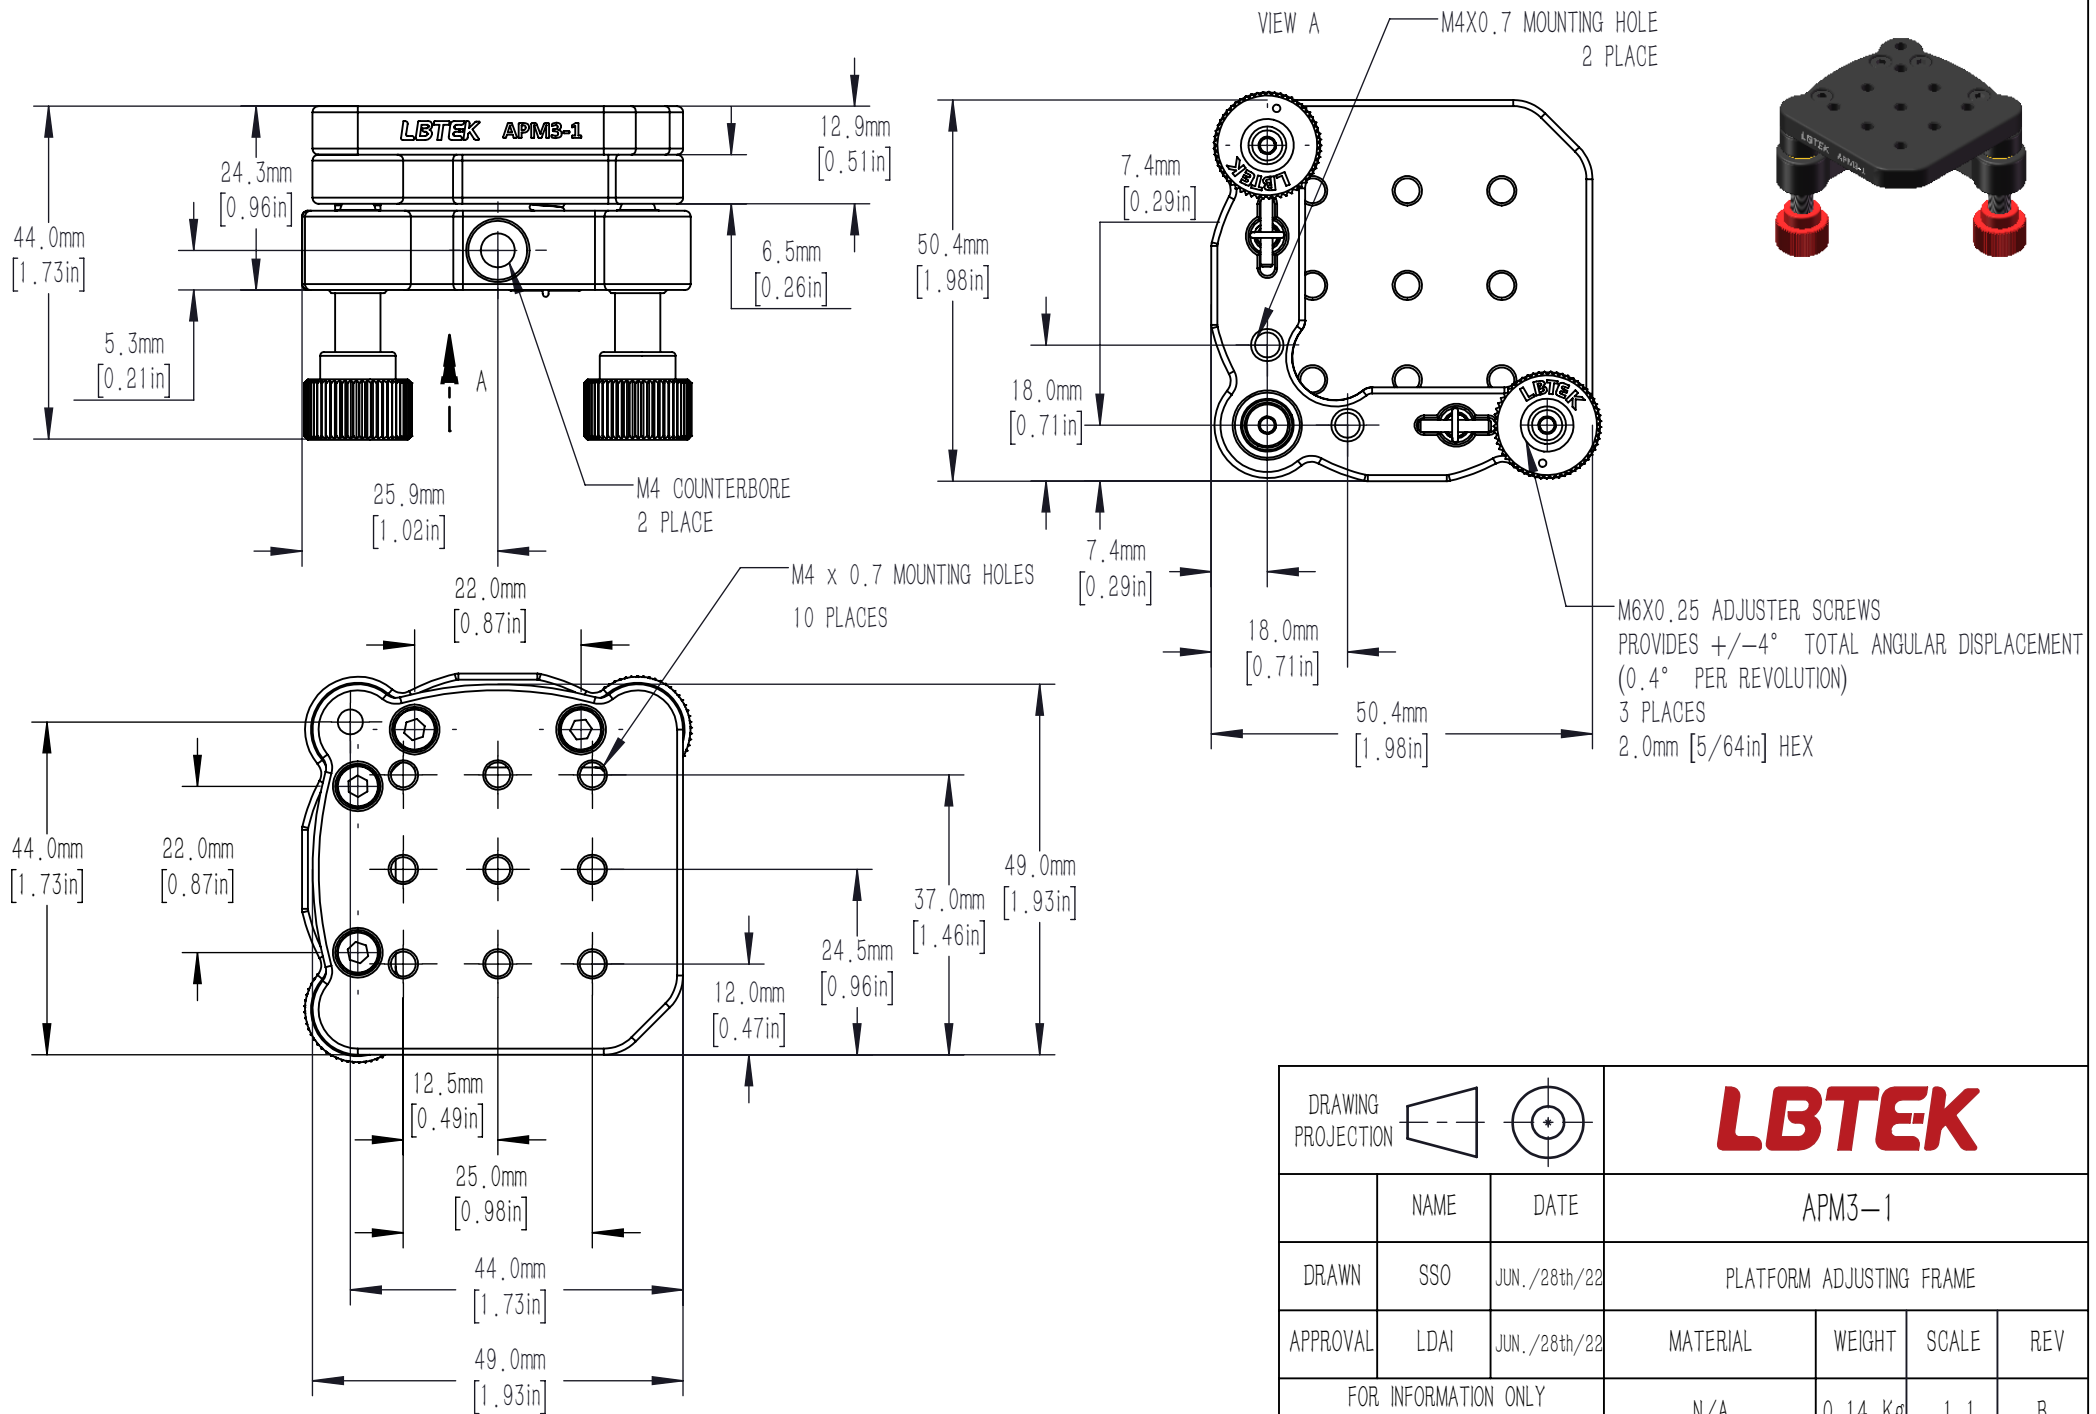 VIEW A
M4X0.7 MOUNTING HOLE
2 PLACE
LBTEK APM3-1
44.0mm
[1.73in]
24.3mm
[0.96in]
12.9mm
[0.51in]
6.5mm
[0.26in]
5.3mm
[0.21in]
A
25.9mm
[1.02in]
M4 COUNTERBORE
2 PLACE
7.4mm
[0.29in]
50.4mm
[1.98in]
18.0mm
[0.71in]
7.4mm
[0.29in]
18.0mm
[0.71in]
50.4mm
[1.98in]
LBTEK
LBTEK
LBTEK APM3-1
M6X0.25 ADJUSTER SCREWS
PROVIDES +/-4° TOTAL ANGULAR DISPLACEMENT
(0.4° PER REVOLUTION)
3 PLACES
2.0mm [5/64in] HEX
22.0mm
[0.87in]
M4 x 0.7 MOUNTING HOLES
10 PLACES
44.0mm
[1.73in]
22.0mm
[0.87in]
49.0mm
[1.93in]
37.0mm
[1.46in]
24.5mm
[0.96in]
12.0mm
[0.47in]
12.5mm
[0.49in]
25.0mm
[0.98in]
44.0mm
[1.73in]
49.0mm
[1.93in]
DRAWING
PROJECTION
LBTEK
NAME DATE APM3-1
DRAWN SSO JUN./28th/22 PLATFORM ADJUSTING FRAME
APPROVAL LDAI JUN./28th/22 MATERIAL WEIGHT SCALE REV
FOR INFORMATION ONLY
N/A 0.14 Kg